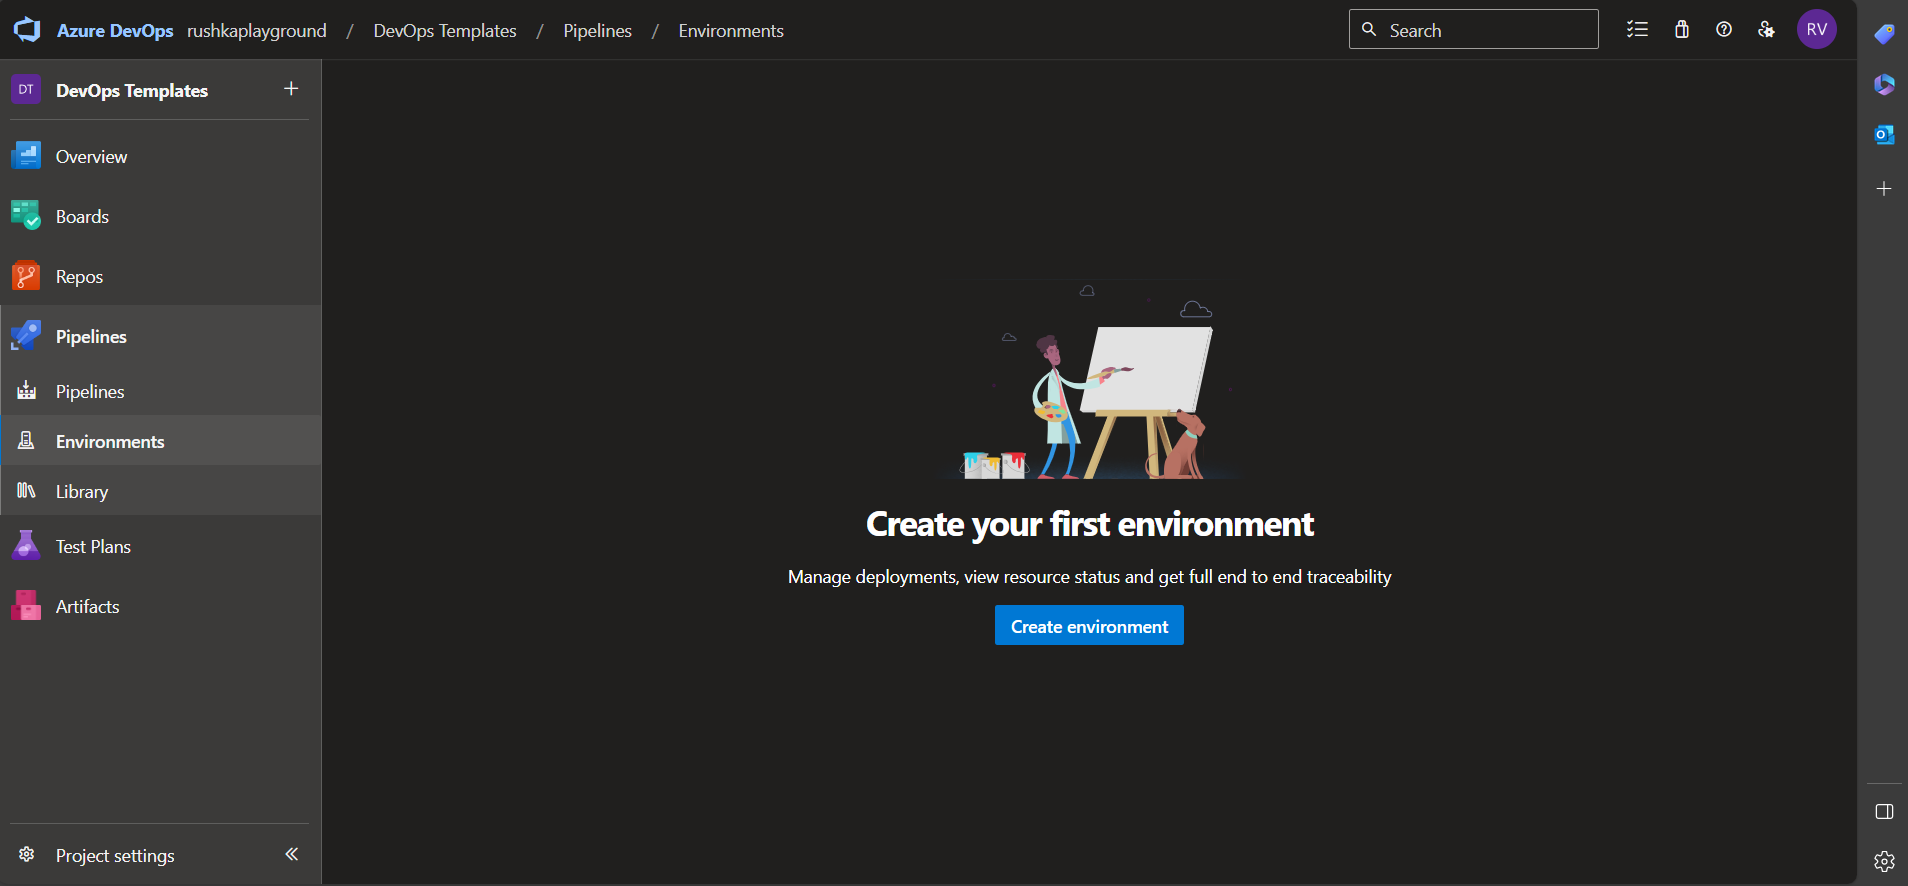 Azure DevOps rushkaplayground / DevOps Templates / Pipelines / Environments
Search
RV
DT DevOps Templates
Overview
Boards
Repos
Pipelines
Pipelines
Environments
Library
Test Plans
Artifacts
Project settings
Create your first environment
Manage deployments, view resource status and get full end to end traceability
Create environment